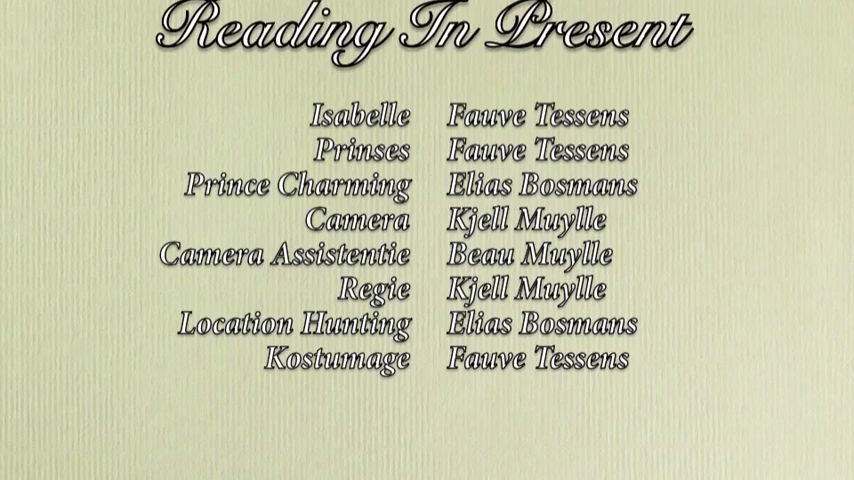 Reading In Present
Isabelle Fauve Tessens
Prinses Fauve Tessens
Prince Charming Elias Bosmans
Camera Kjell Muylle
Camera Assistentie Beau Muylle
Regie Kjell Muylle
Location Hunting Elias Bosmans
Kostumage Fauve Tessens